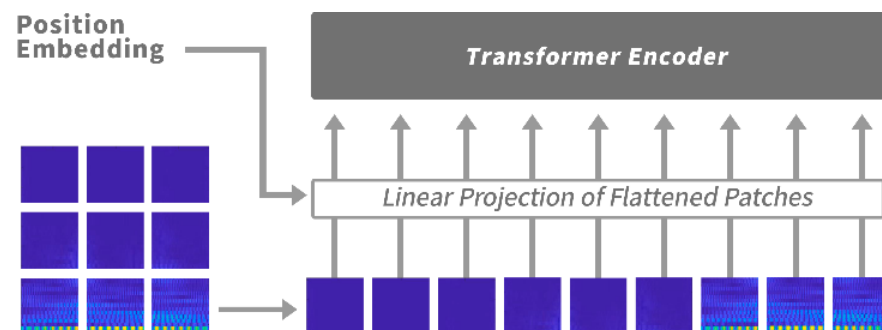 Position
Embedding
Transformer Encoder
Linear Projection of Flattened Patches